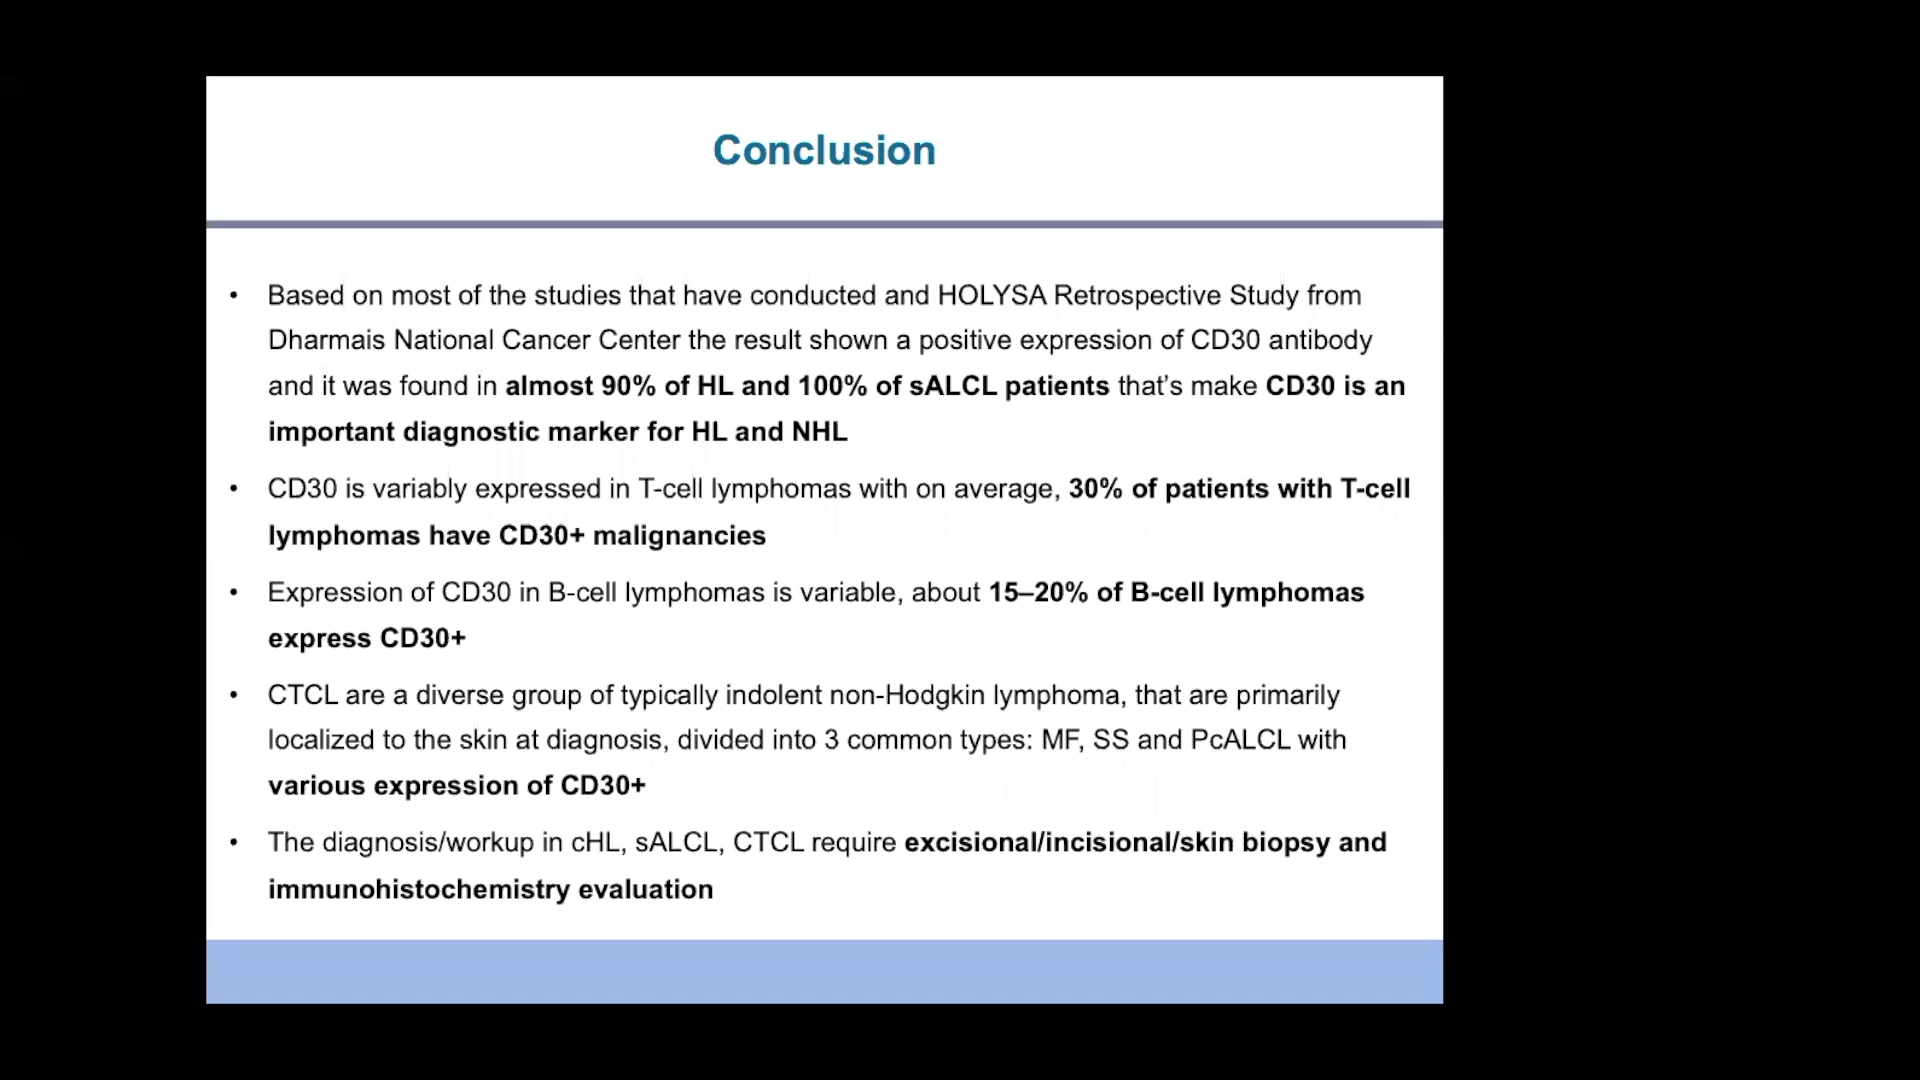 Conclusion
• Based on most of the studies that have conducted and HOLYSA Retrospective Study from
Dharmais National Cancer Center the result shown a positive expression of CD30 antibody
and it was found in almost 90% of HL and 100% of sALCL patients that’s make CD30 is an
important diagnostic marker for HL and NHL
• CD30 is variably expressed in T-cell lymphomas with on average, 30% of patients with T-cell
lymphomas have CD30+ malignancies
• Expression of CD30 in B-cell lymphomas is variable, about 15–20% of B-cell lymphomas
express CD30+
• CTCL are a diverse group of typically indolent non-Hodgkin lymphoma, that are primarily
localized to the skin at diagnosis, divided into 3 common types: MF, SS and PcALCL with
various expression of CD30+
• The diagnosis/workup in cHL, sALCL, CTCL require excisional/incisional/skin biopsy and
immunohistochemistry evaluation